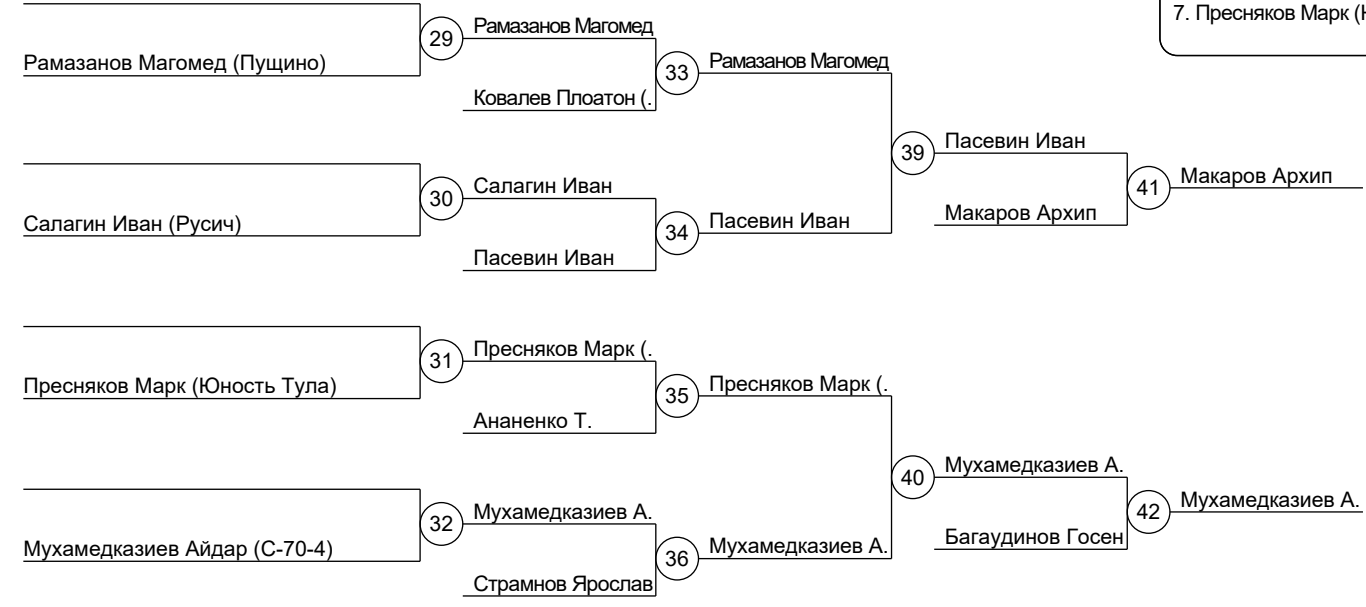 7. Пресняков Марк (
29
Рамазанов Магомед
Рамазанов Магомед (Пущино)
33
Рамазанов Магомед
Ковалев Плоатон (.
39
Пасевин Иван
41
Макаров Архип
30
Салагин Иван
Макаров Архип
Салагин Иван (Русич)
34
Пасевин Иван
Пасевин Иван
31
Пресняков Марк (.
Пресняков Марк (Юность Тула)
35
Пресняков Марк (.
Ананенко Т.
40
Мухамедказиев А.
42
Мухамедказиев А.
32
Мухамедказиев А.
Багаудинов Госен
Мухамедказиев Айдар (С-70-4)
36
Мухамедказиев А.
Страмнов Ярослав